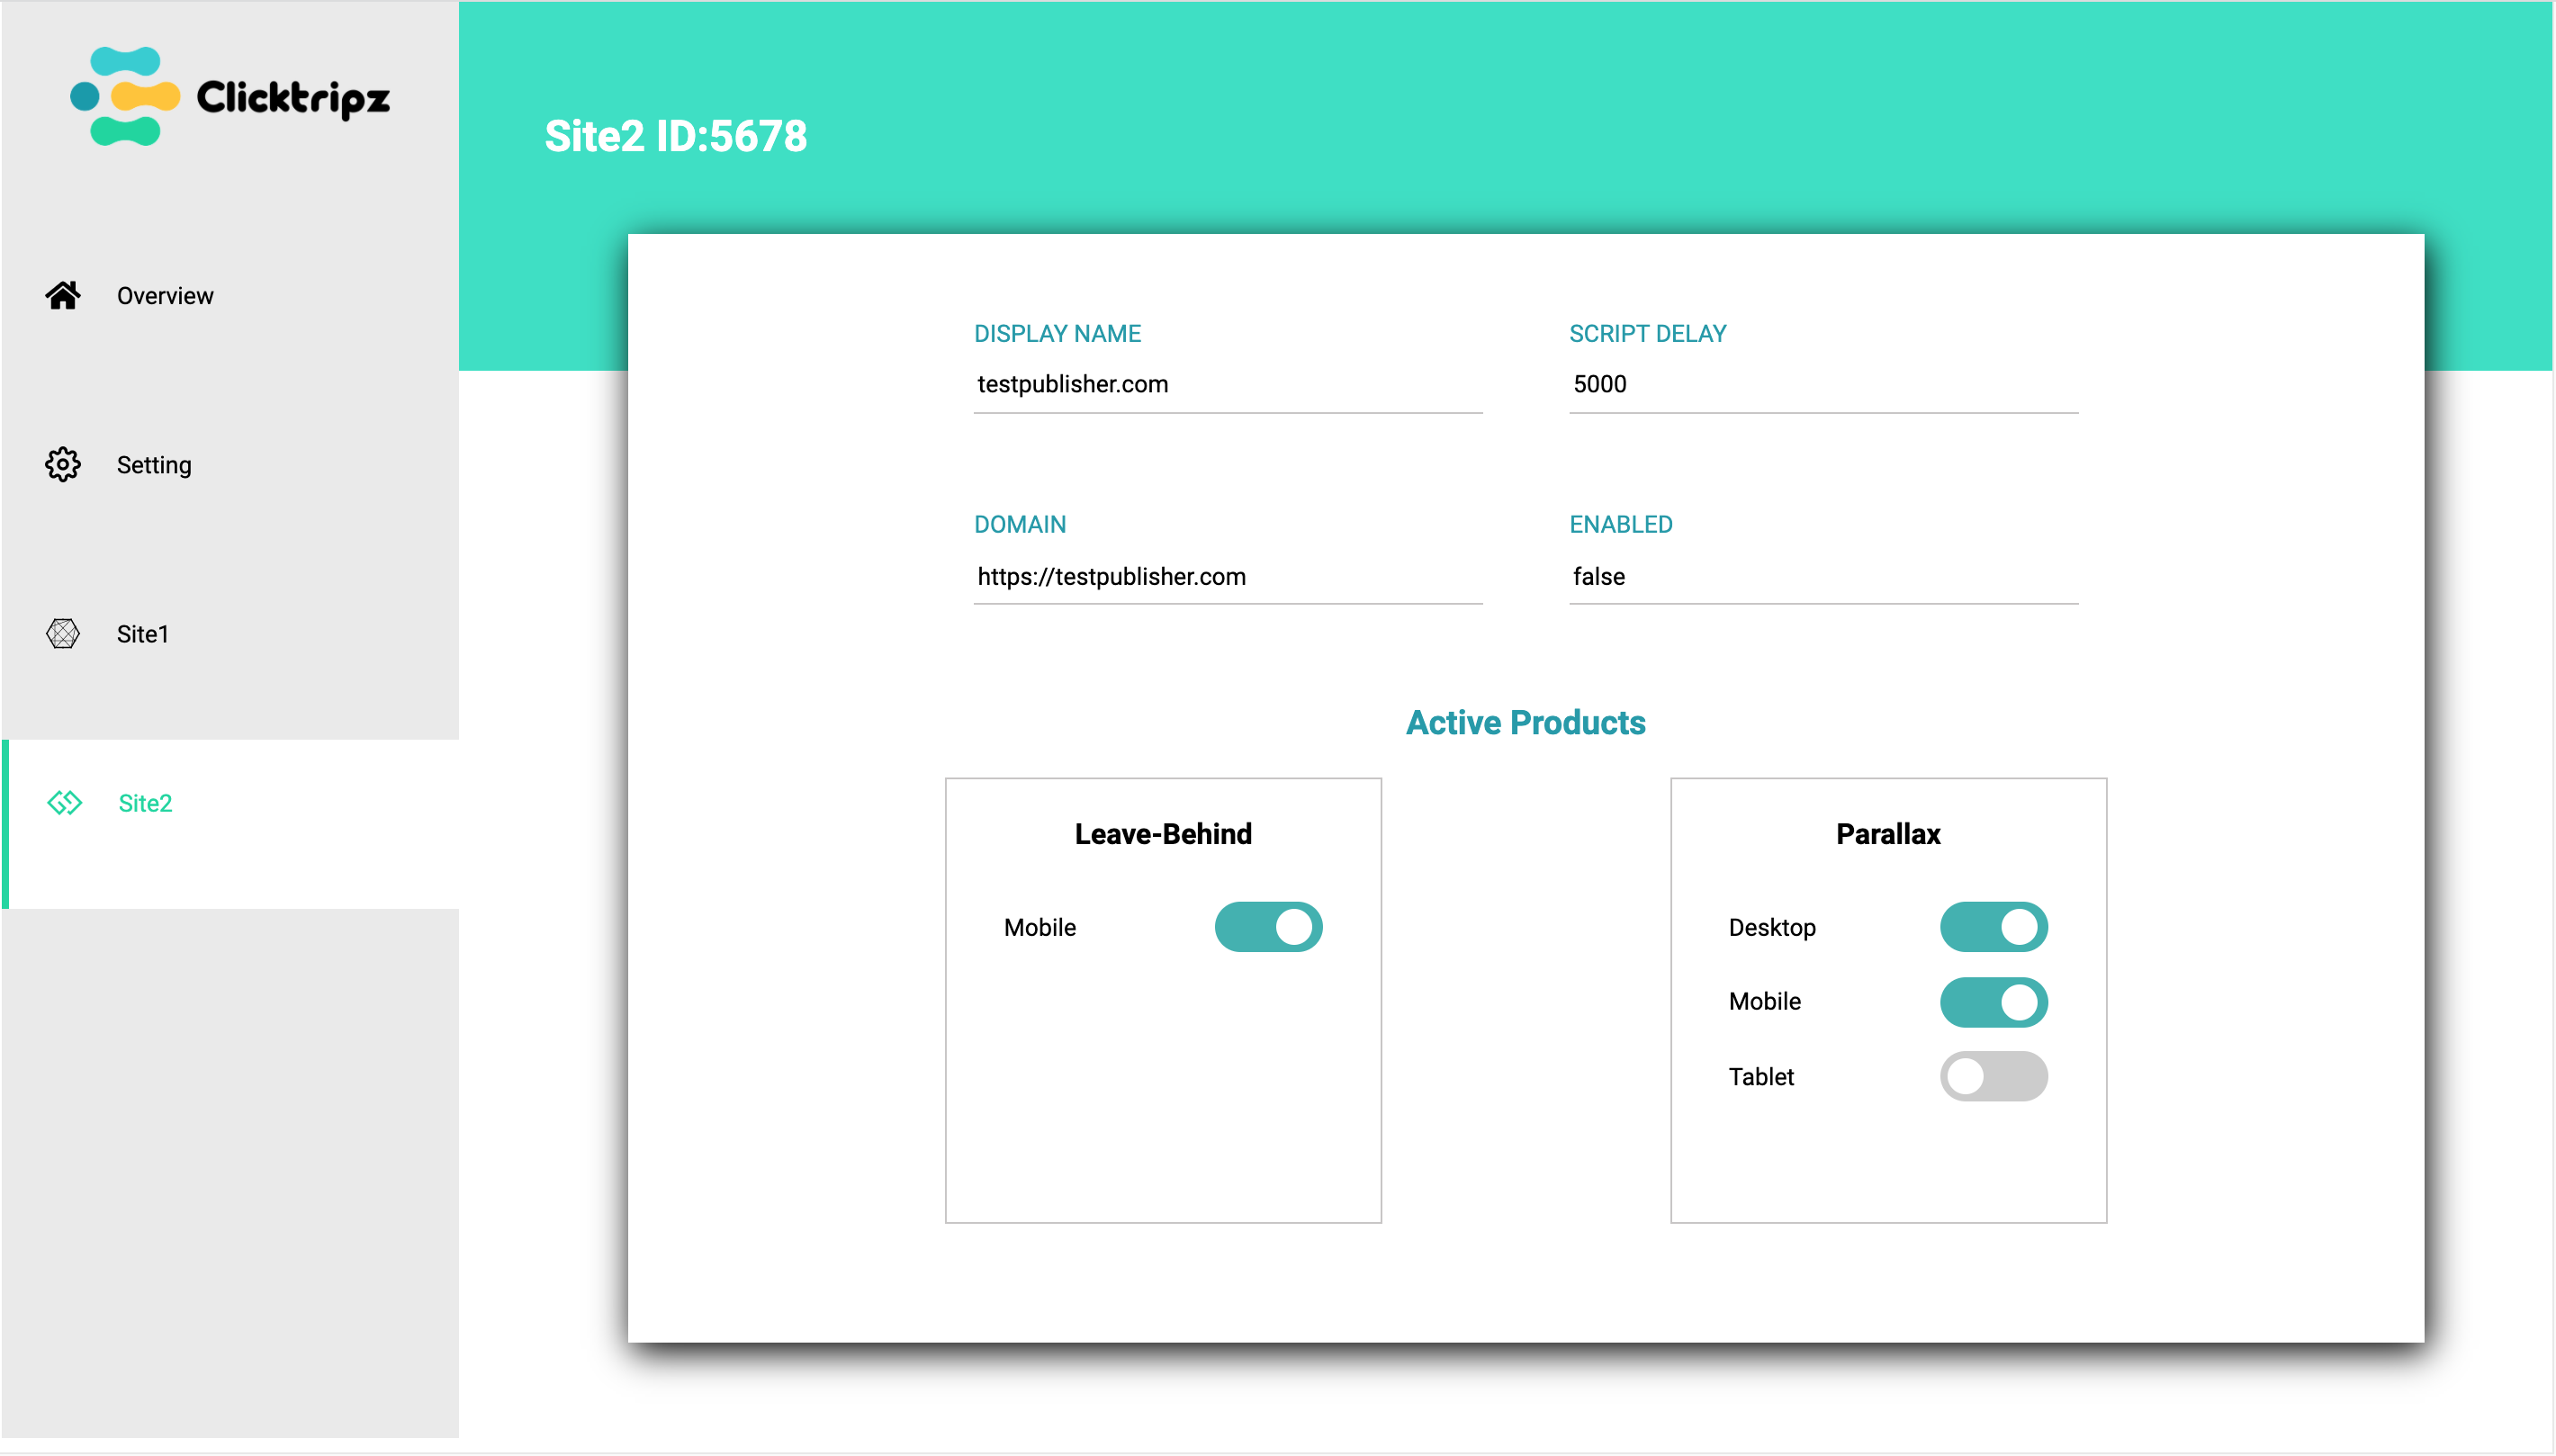 Clicktripz
Overview
Setting
Site1
Site2
Site2 ID:5678
DISPLAY NAME
testpublisher.com
SCRIPT DELAY
5000
DOMAIN
https://testpublisher.com
ENABLED
false
Active Products
Leave-Behind
Mobile
Parallax
Desktop
Mobile
Tablet